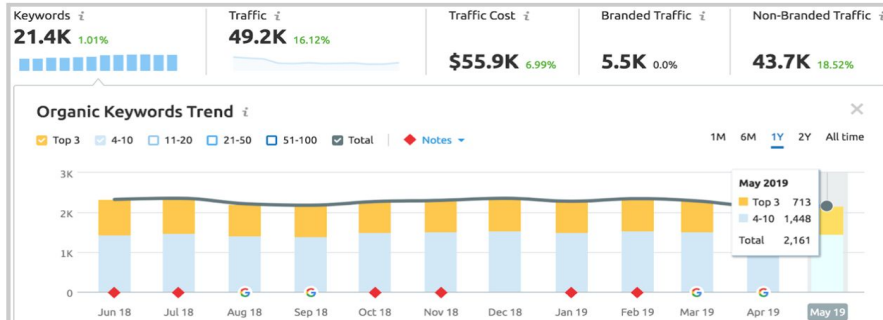 Keywords i
21.4K 1.01%
Traffic i
49.2K 16.12%
Traffic Cost i
$55.9K 6.99%
Branded Traffic i
5.5K 0.0%
Non-Branded Traffic i
43.7K 18.52%
Organic Keywords Trend i
Top 3 4-10 11-20 21-50 51-100 Total Notes
1M 6M 1Y 2Y All time
3K
2K
1K
0
May 2019
Top 3 713
4-10 1,448
Total 2,161
Jun 18 Jul 18 Aug 18 Sep 18 Oct 18 Nov 18 Dec 18 Jan 19 Feb 19 Mar 19 Apr 19 May 19